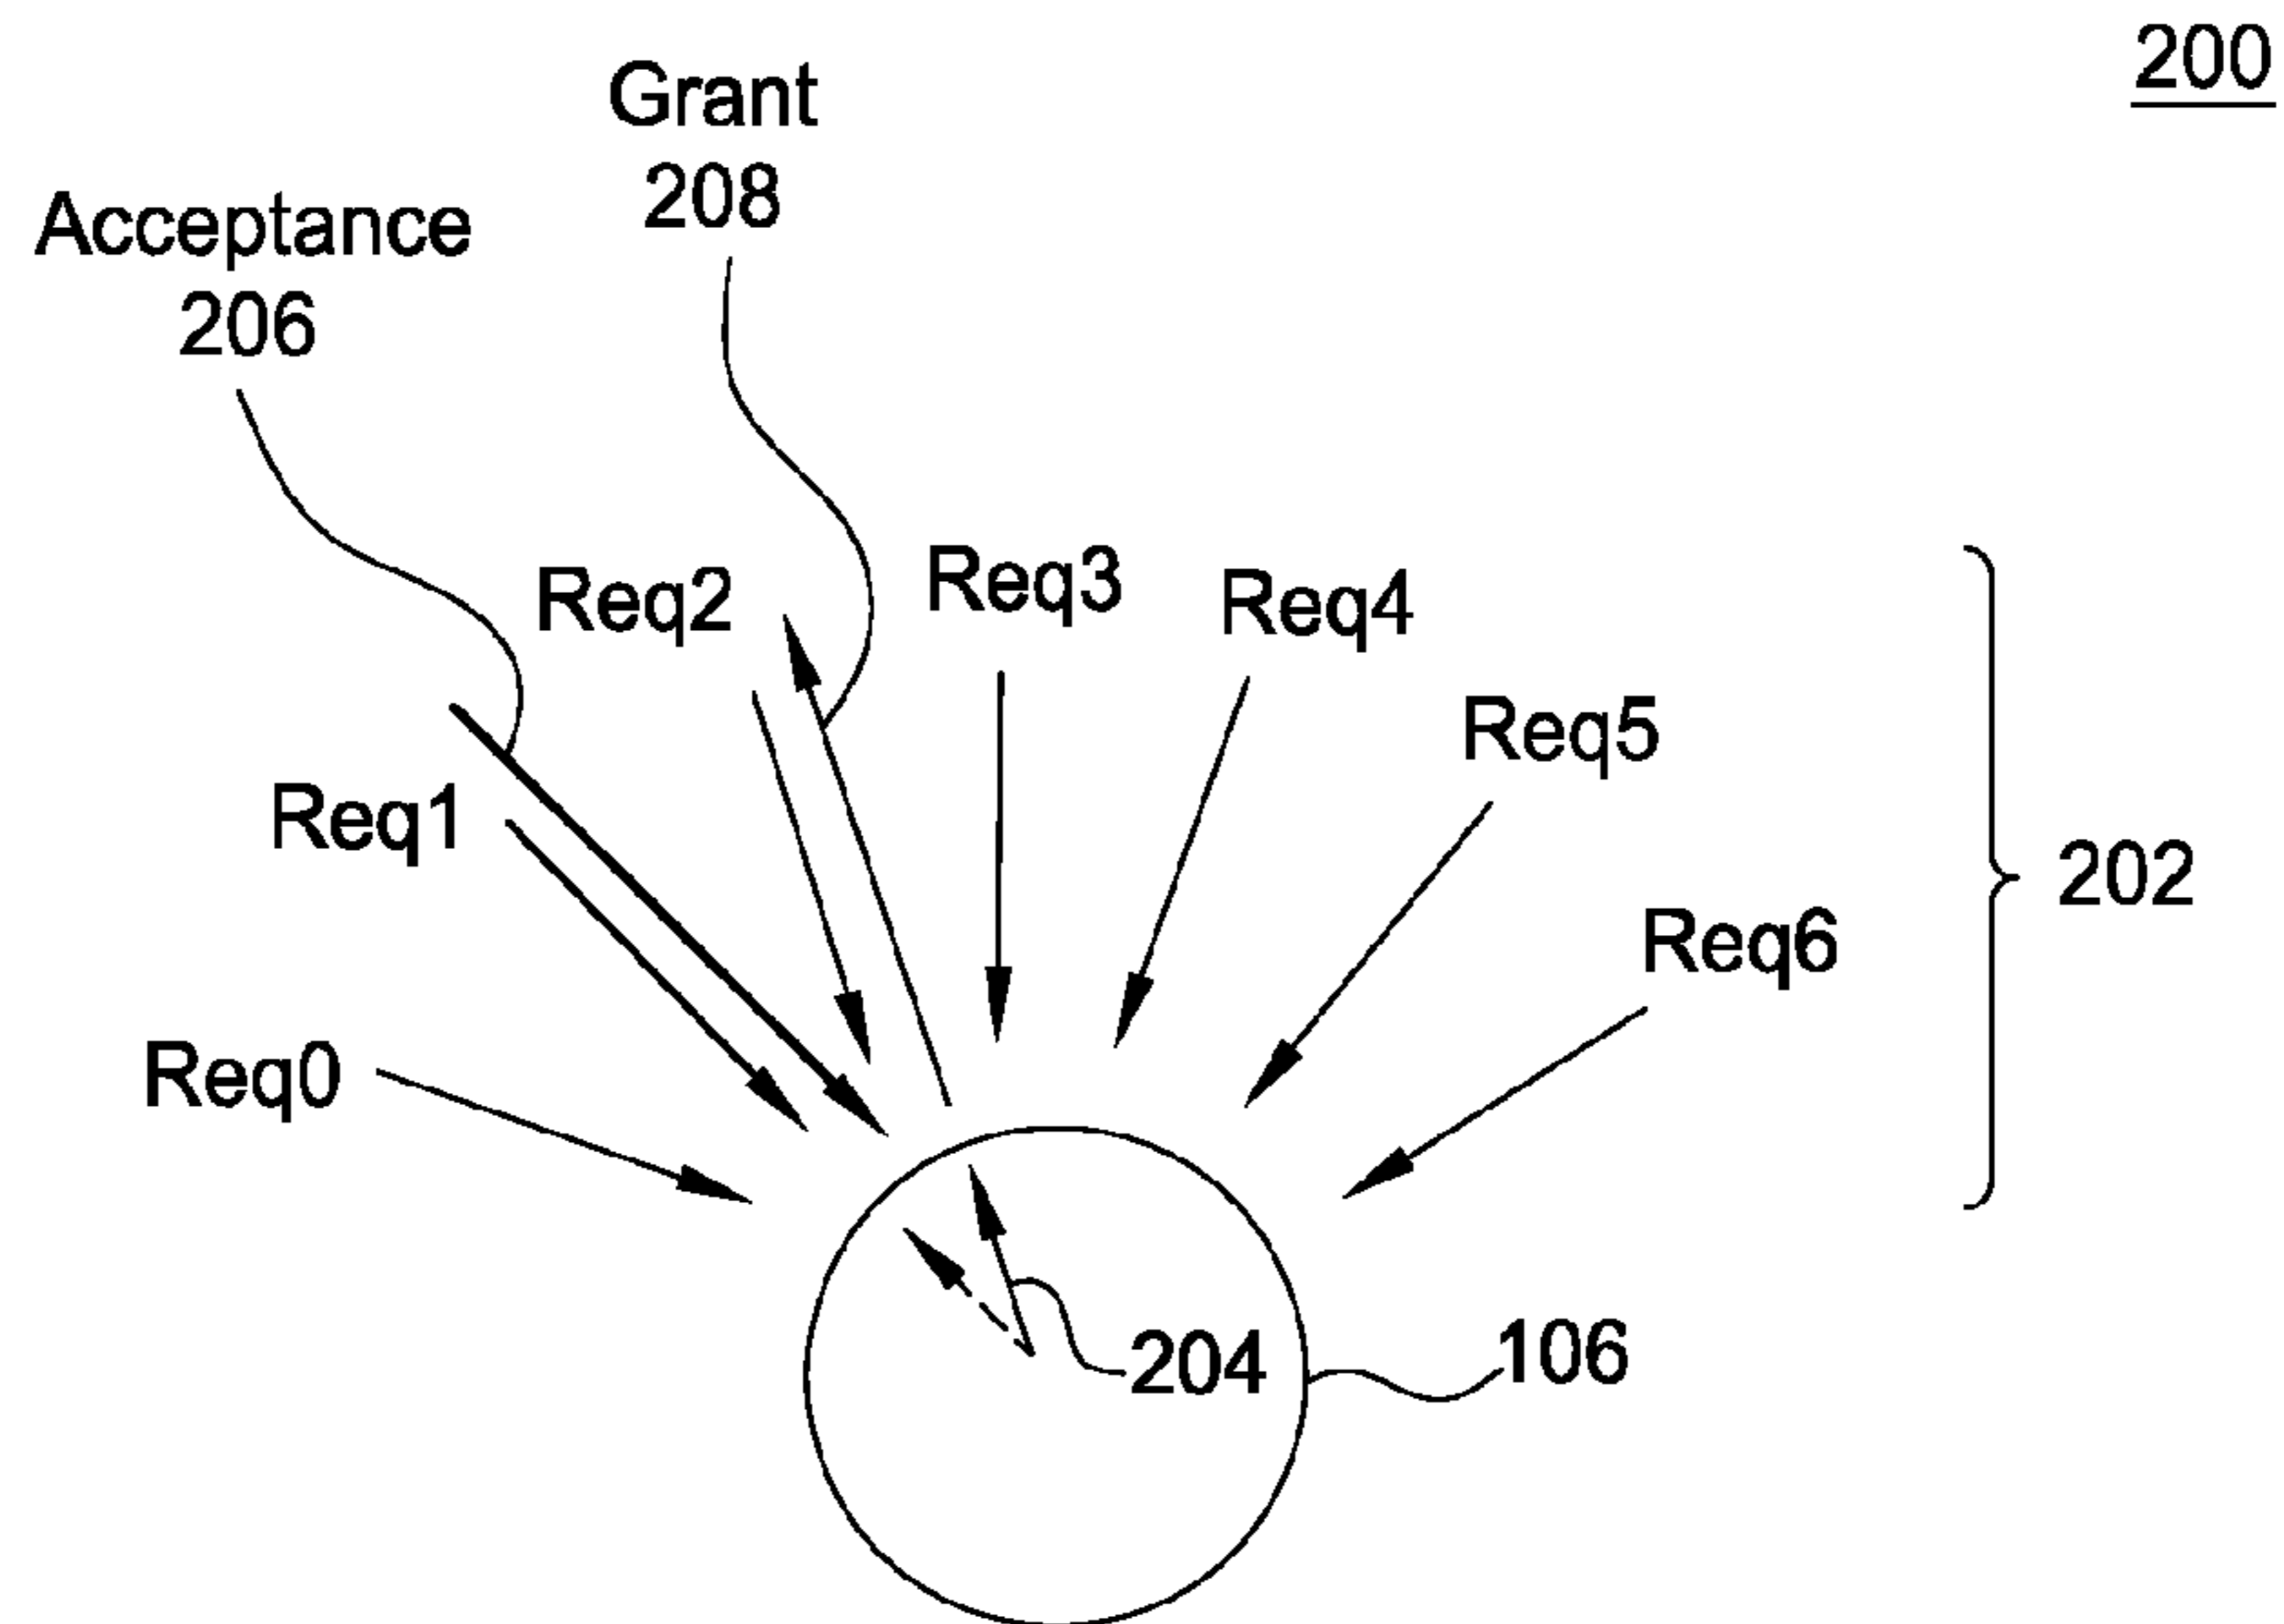 200
Grant
208
Acceptance
206
Req3
Req2
Req4
Req5
Req1
202
Req6
Req0
204
106